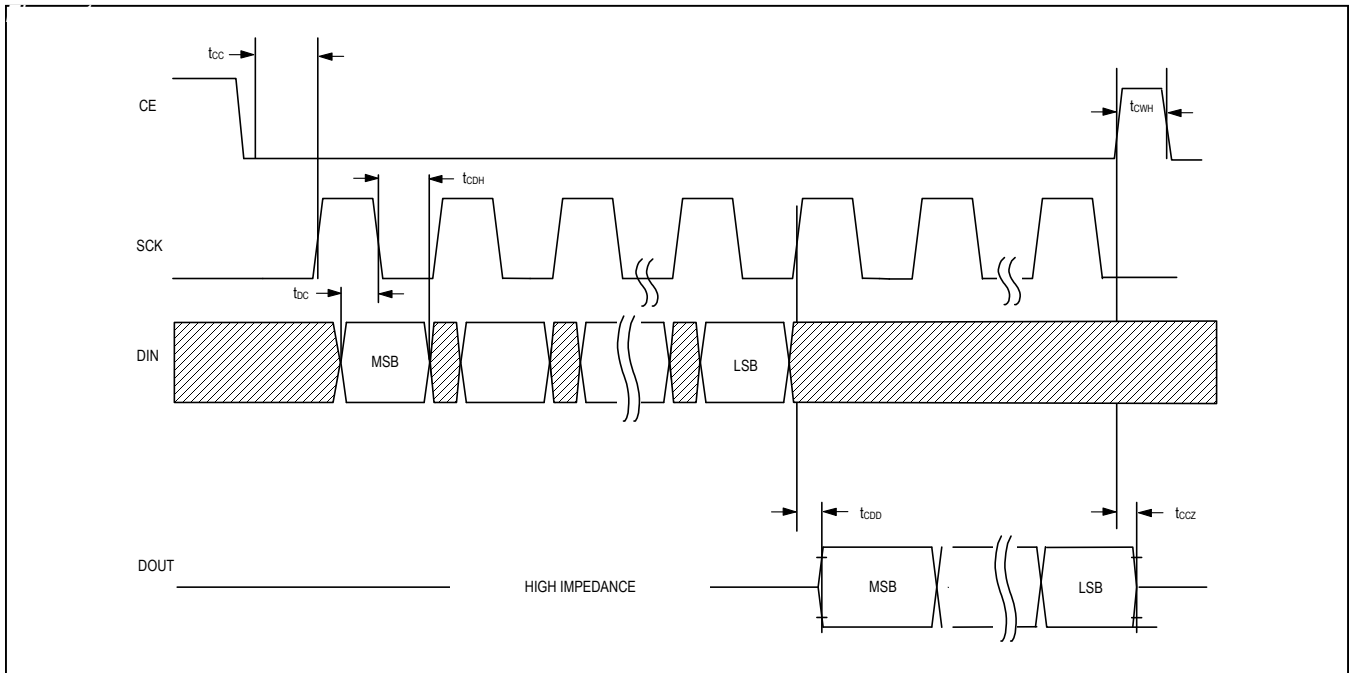 tCC
CE
tCWH
tCDH
SCK
tDC
DIN
MSB
LSB
tCDD
tCCZ
DOUT
HIGH IMPEDANCE
MSB
LSB